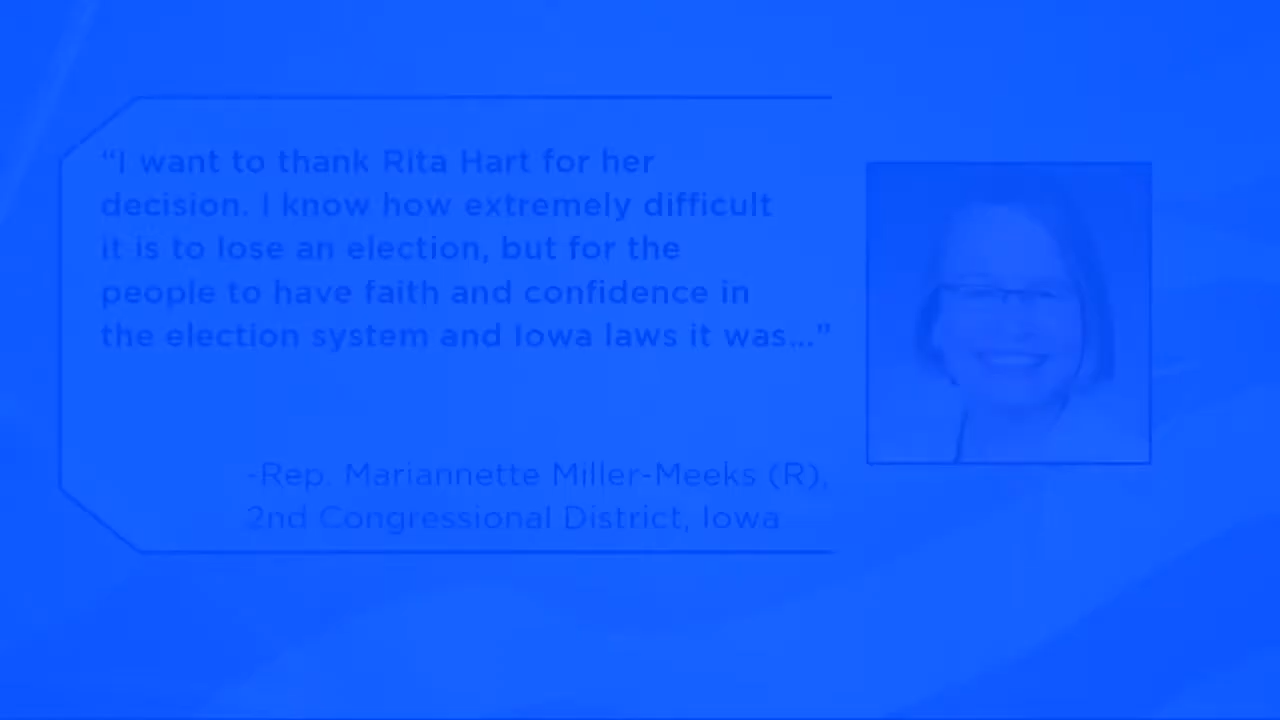 “I want to thank Rita Hart for her
decision. I know how extremely difficult
it is to lose an election, but for the
people to have faith and confidence in
the election system and Iowa laws it was...”
-Rep. Mariannette Miller-Meeks (R),
2nd Congressional District, Iowa